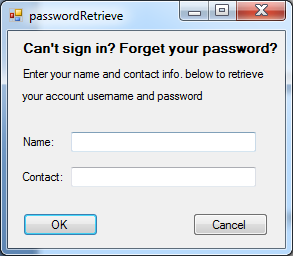 passwordRetrieve
Can't sign in? Forget your password?
Enter your name and contact info. below to retrieve
your account username and password
Name:
Contact:
OK Cancel